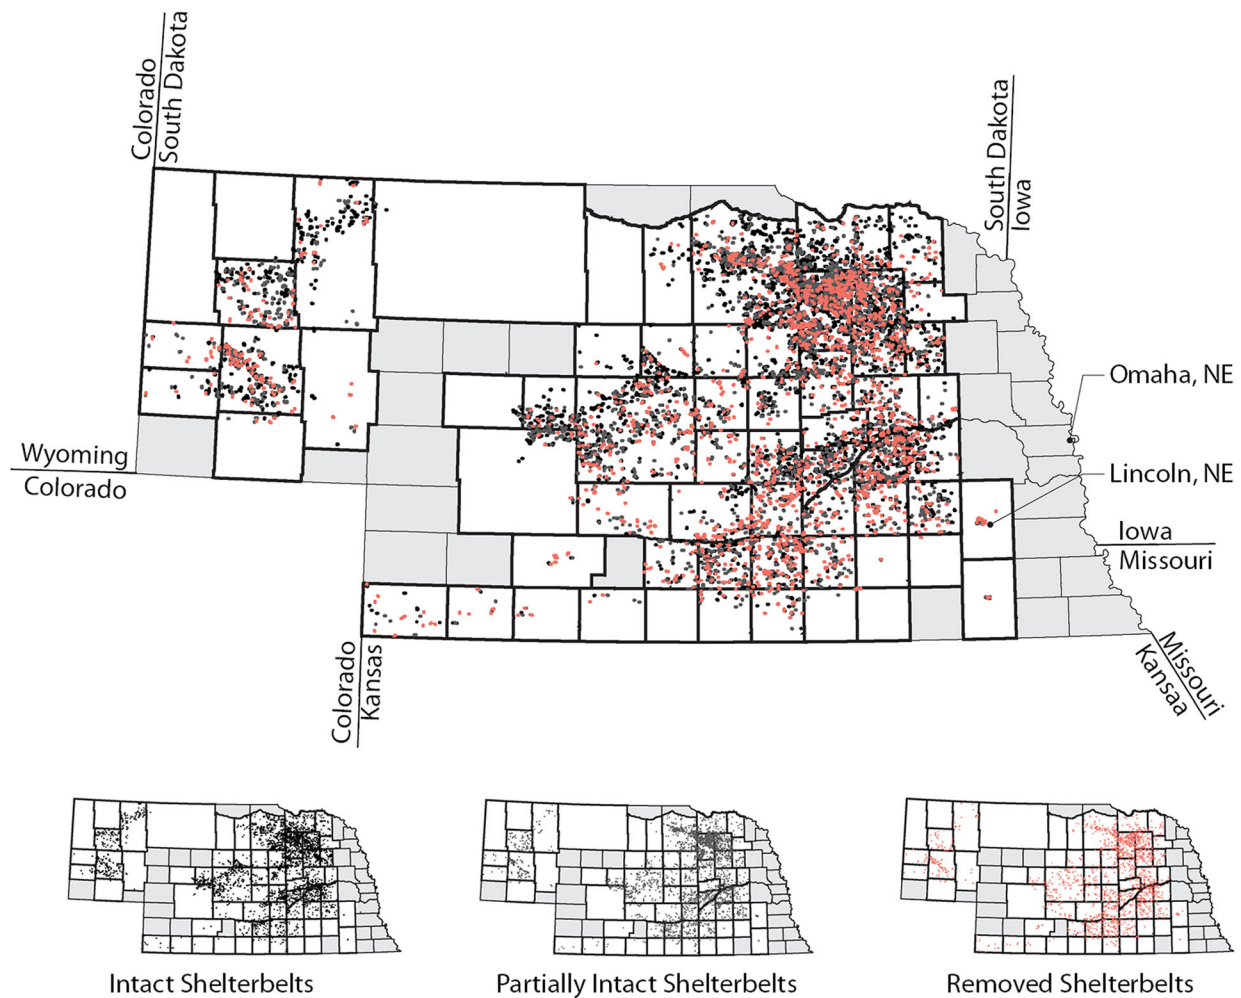 Colorado
South Dakota
South Dakota
Iowa
Omaha, NE
Wyoming
Colorado
Lincoln, NE
Iowa
Missouri
Colorado
Kansas
Missouri
Kansaa
Intact Shelterbelts
Partially Intact Shelterbelts
Removed Shelterbelts